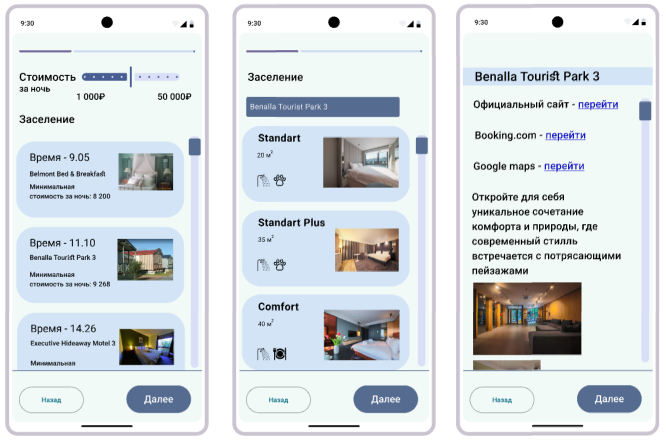 9:30
Стоимость
за ночь
1 000₽
50 000₽
Заселение
Время - 9.05
Belmont Bed & Breakfast
Минимальная
стоимость за ночь: 8 200
Время - 11.10
Benalla Tourist Park 3
Минимальная
стоимость за ночь: 9 268
Время - 14.26
Executive Hideaway Motel 3
Минимальная
Назад
Далее
9:30
Заселение
Benalla Tourist Park 3
Standart
20 м²
Standart Plus
35 м²
Comfort
40 м²
Назад
Далее
9:30
Benalla Tourist Park 3
Официальный сайт - перейти
Booking.com - перейти
Google maps - перейти
Откройте для себя
уникальное сочетание
комфорта и природы, где
современный стилль
встречается с потрясающими
пейзажами
Назад
Далее